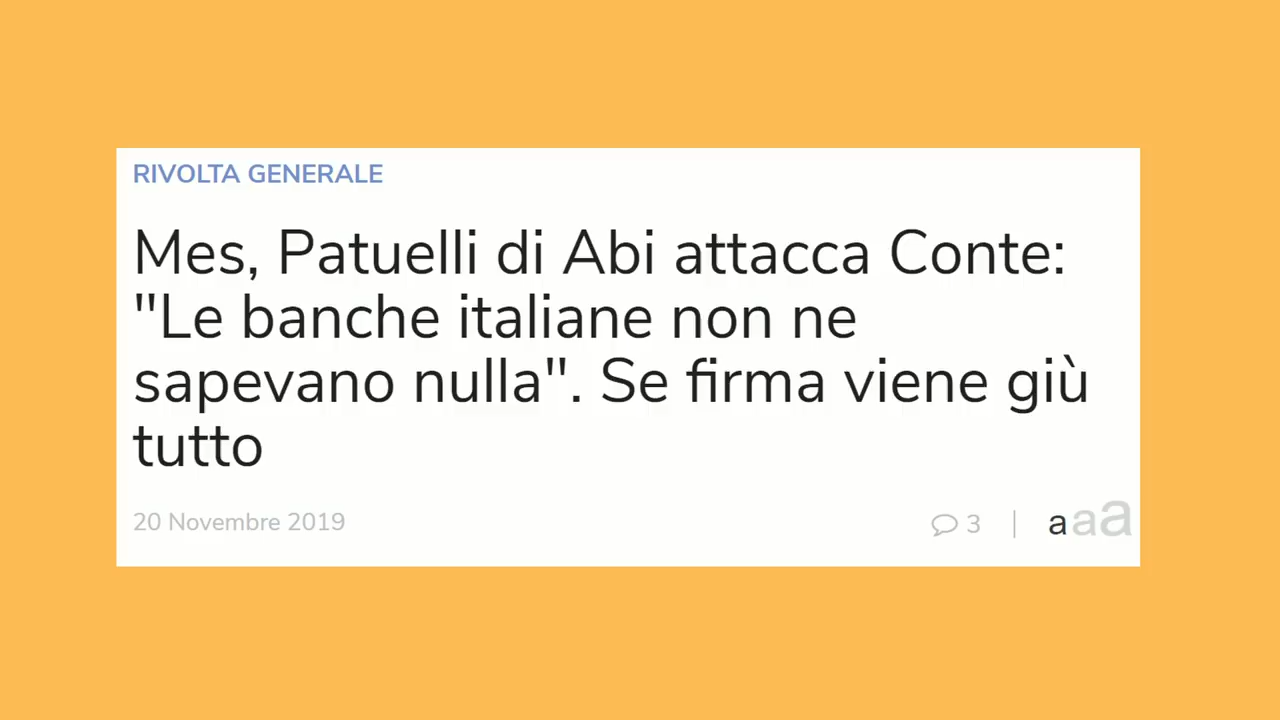 RIVOLTA GENERALE
Mes, Patuelli di Abi attacca Conte:
"Le banche italiane non ne
sapevano nulla". Se firma viene giù
tutto
20 Novembre 2019
3 | a a a